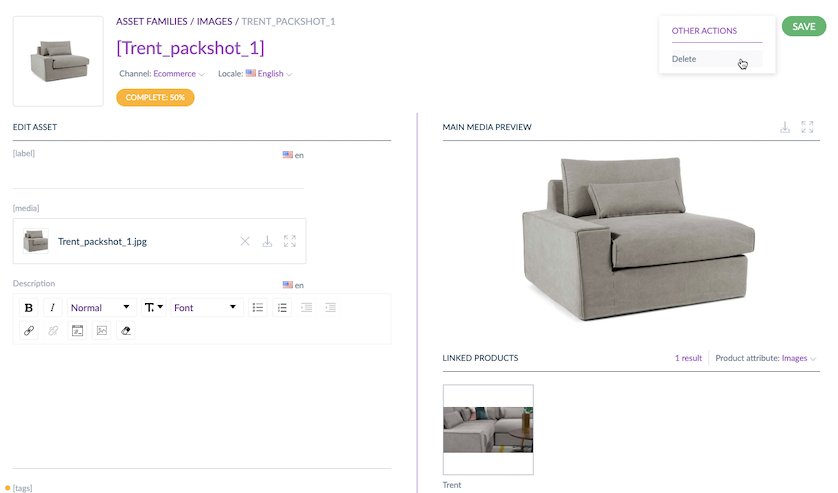 ASSET FAMILIES / IMAGES / TRENT_PACKSHOT_1
[Trent_packshot_1]
Channel: Ecommerce Locale: English
COMPLETE: 50%
OTHER ACTIONS
Delete
SAVE
EDIT ASSET
[label] en
[media]
Trent_packshot_1.jpg
Description en
B I Normal T. Font
[tags]
MAIN MEDIA PREVIEW
LINKED PRODUCTS 1 result Product attribute: Images
Trent